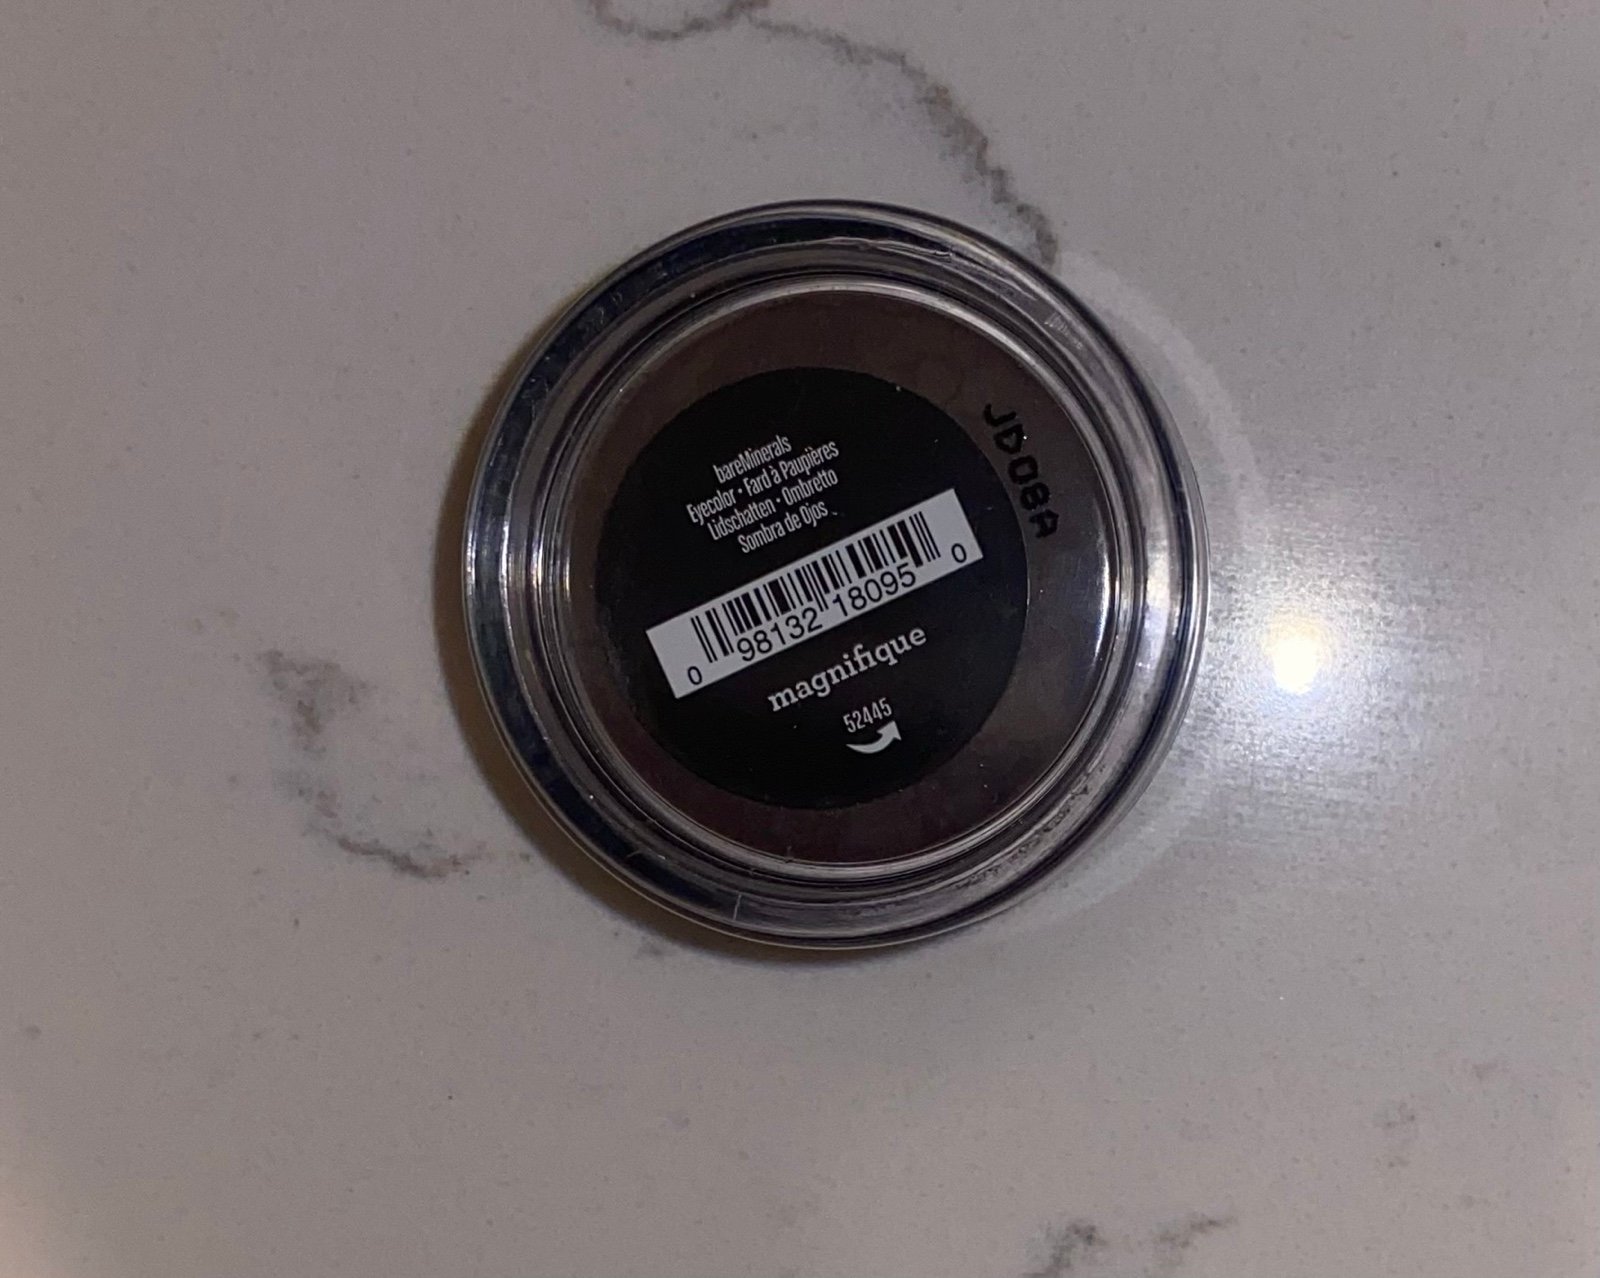 bareMinerals
Eyecolor • Fard à Paupières
Lidschatten • Ombretto
Sombra de Ojos
0 98132 18095 0
magnifique
52445
JD08A